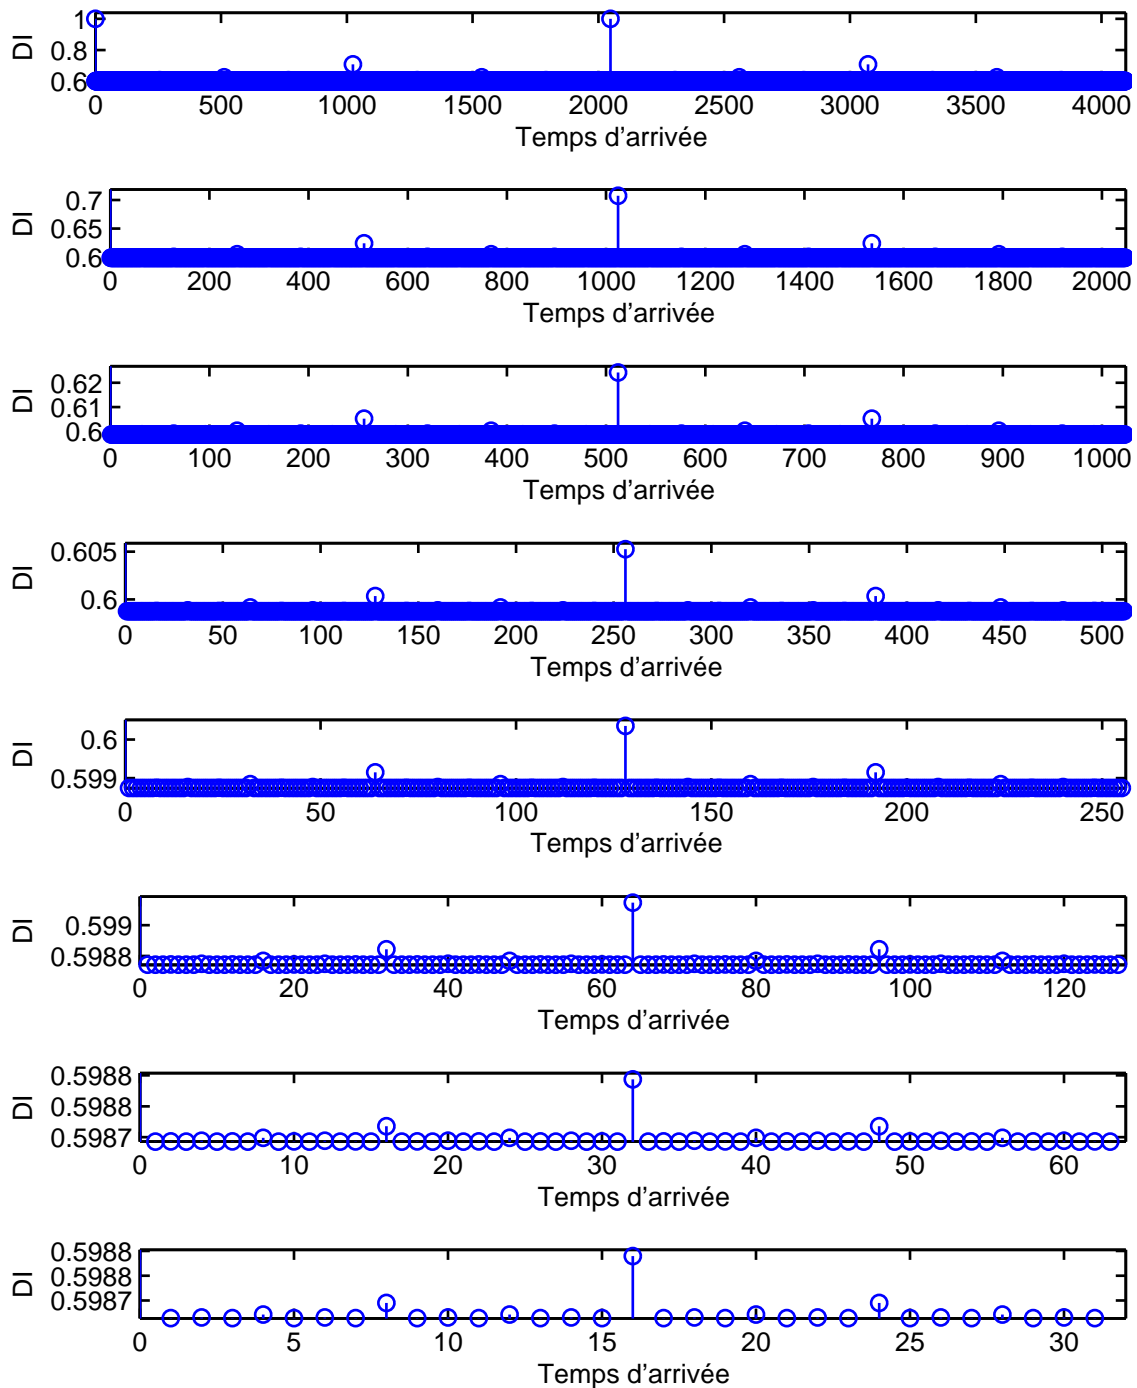 1
0.8
0.6
DI
0 500 1000 1500 2000 2500 3000 3500 4000
Temps d’arrivée
0.7
0.65
0.6
DI
0 200 400 600 800 1000 1200 1400 1600 1800 2000
Temps d’arrivée
0.62
0.61
0.6
DI
0 100 200 300 400 500 600 700 800 900 1000
Temps d’arrivée
0.605
0.6
DI
0 50 100 150 200 250 300 350 400 450 500
Temps d’arrivée
0.6
0.599
DI
0 50 100 150 200 250
Temps d’arrivée
0.599
0.5988
DI
0 20 40 60 80 100 120
Temps d’arrivée
0.5988
0.5988
0.5987
DI
0 10 20 30 40 50 60
Temps d’arrivée
0.5988
0.5988
0.5987
DI
0 5 10 15 20 25 30
Temps d’arrivée